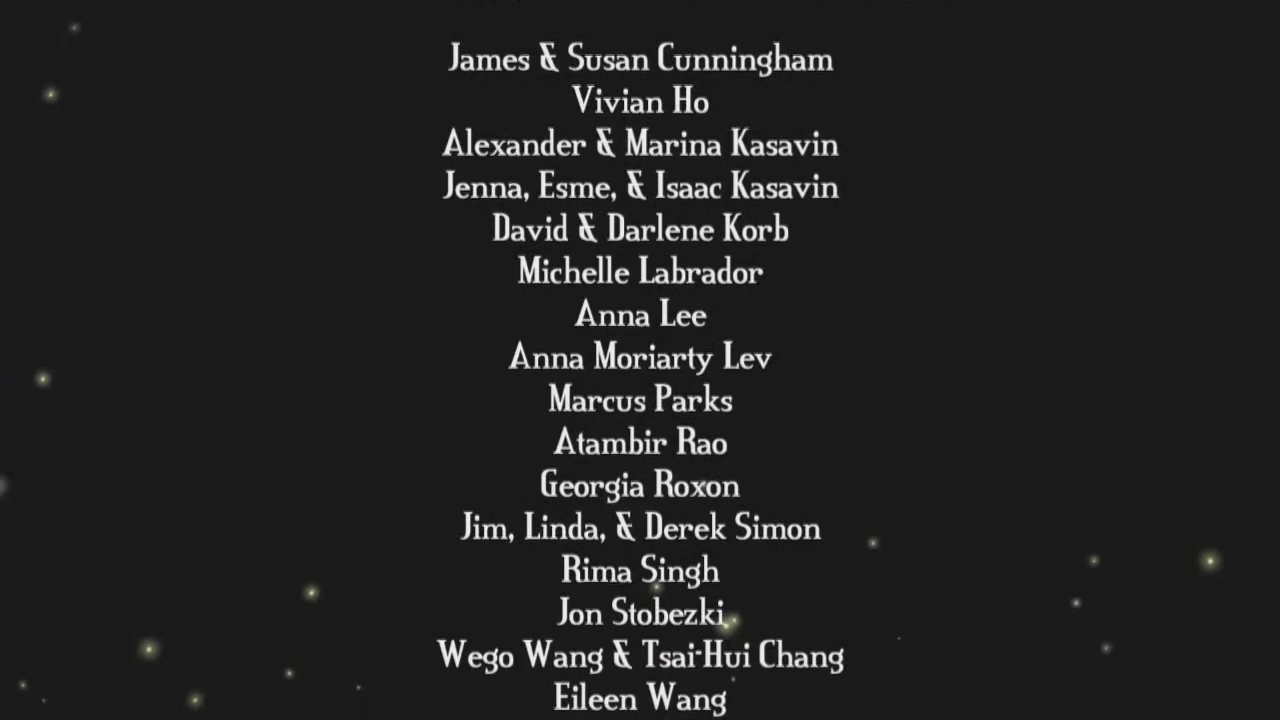 James & Susan Cunningham
Vivian Ho
Alexander & Marina Kasavin
Jenna, Esme, & Isaac Kasavin
David & Darlene Korb
Michelle Labrador
Anna Lee
Anna Moriarty Lev
Marcus Parks
Atambir Rao
Georgia Roxon
Jim, Linda, & Derek Simon
Rima Singh
Jon Stobezki
Wego Wang & Tsai-Hui Chang
Eileen Wang